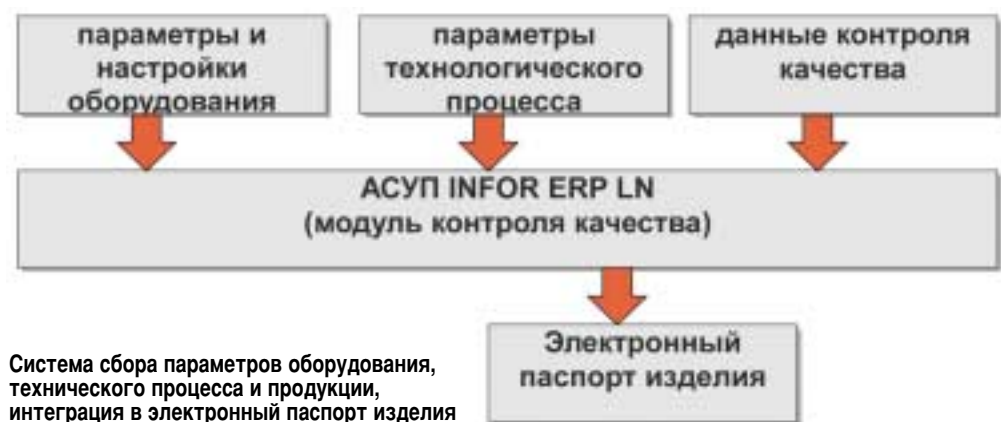 параметры и
настройки
оборудования
параметры
технологического
процесса
данные контроля
качества
АСУП INFOR ERP LN
(модуль контроля качества)
Электронный
паспорт изделия
Система сбора параметров оборудования,
технического процесса и продукции,
интеграция в электронный паспорт изделия